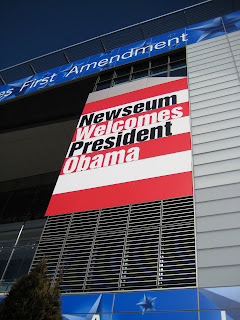 es First Amendment
Newseum
Welcomes
President
Obama